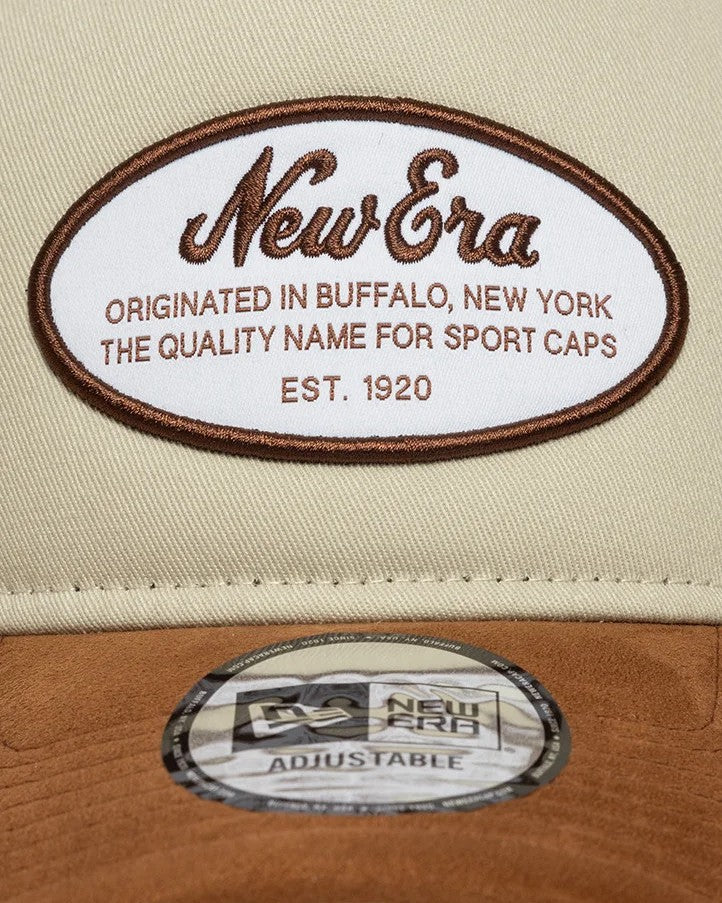 New Era
ORIGINATED IN BUFFALO, NEW YORK
THE QUALITY NAME FOR SPORT CAPS
EST. 1920
NEW
ERA
ADJUSTABLE